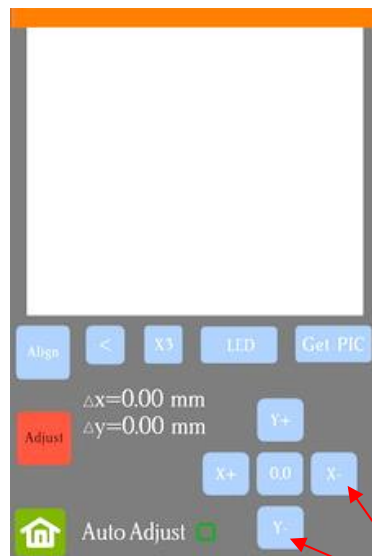 Align < X3 LED Get PIC
△x=0.00 mm
△y=0.00 mm
Adjust
Y+
X+ 0.0 X-
Auto Adjust
Y-